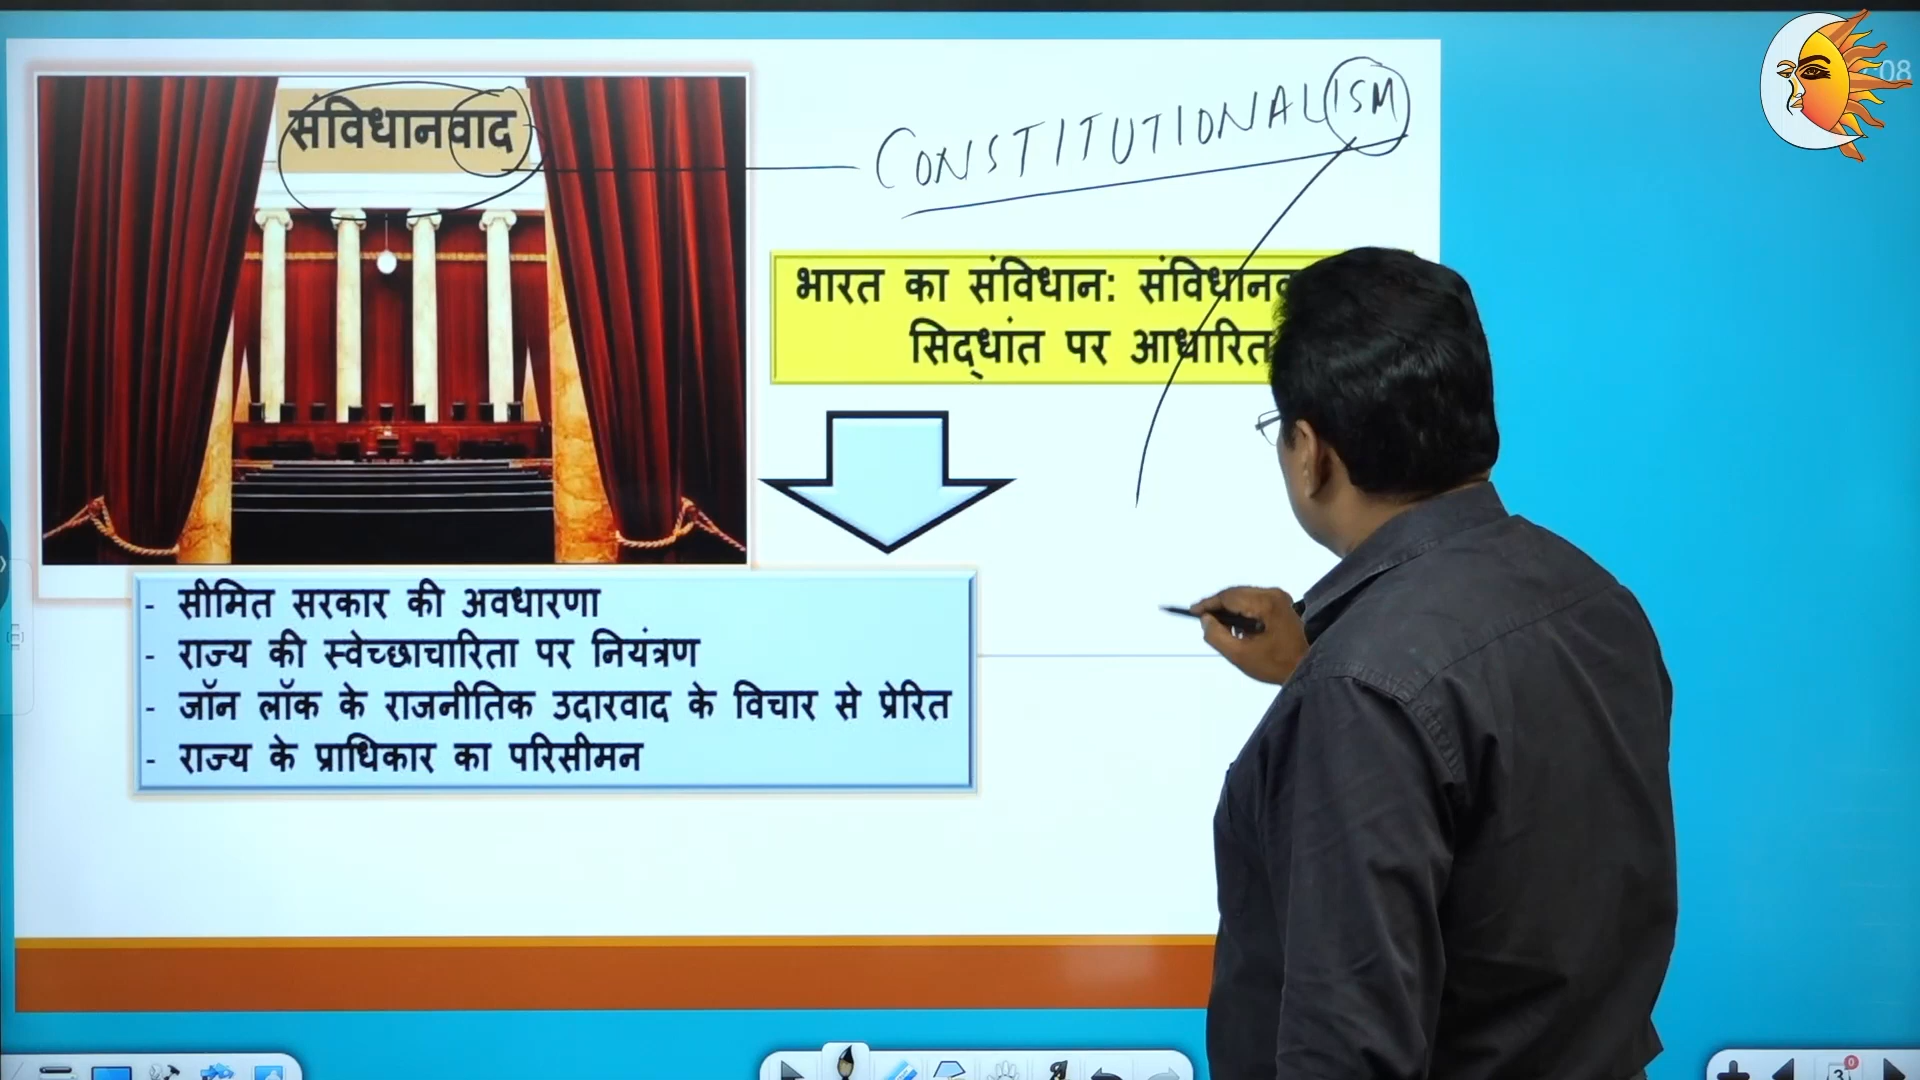 संविधानवाद
CONSTITUTIONALISM
भारत का संविधान:
सिद्धांत पर आधारित
- सीमित सरकार की अवधारणा
- राज्य की स्वेच्छाचारिता पर नियंत्रण
- जॉन लॉक के राजनीतिक उदारवाद के विचार से प्रेरित
- राज्य के प्राधिकार का परिसीमन